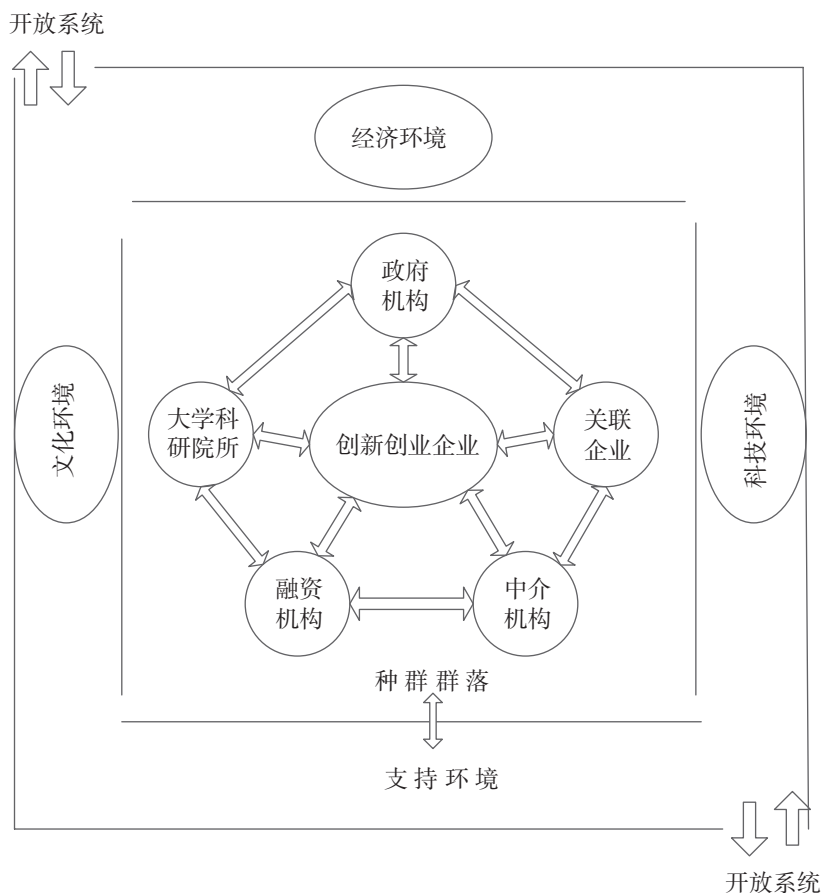 开放系统
经济环境
政府
机构
文化环境
大学科
研院所
创新创业企业
关联
企业
科技环境
融资
机构
中介
机构
种群群落
支持环境
开放系统